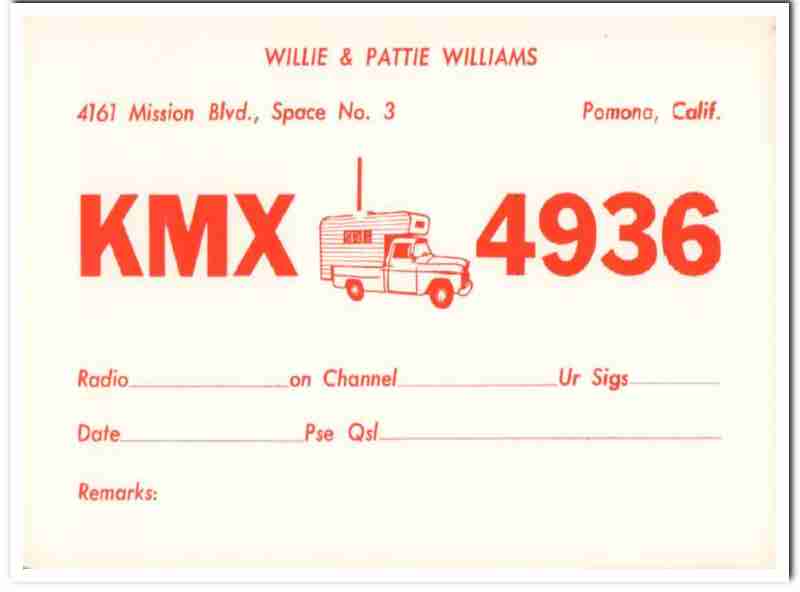 WILLIE & PATTIE WILLIAMS
4161 Mission Blvd., Space No. 3 Pomona, Calif.
KMX 4936
Radio on Channel Ur Sigs
Date Pse Qsl
Remarks: